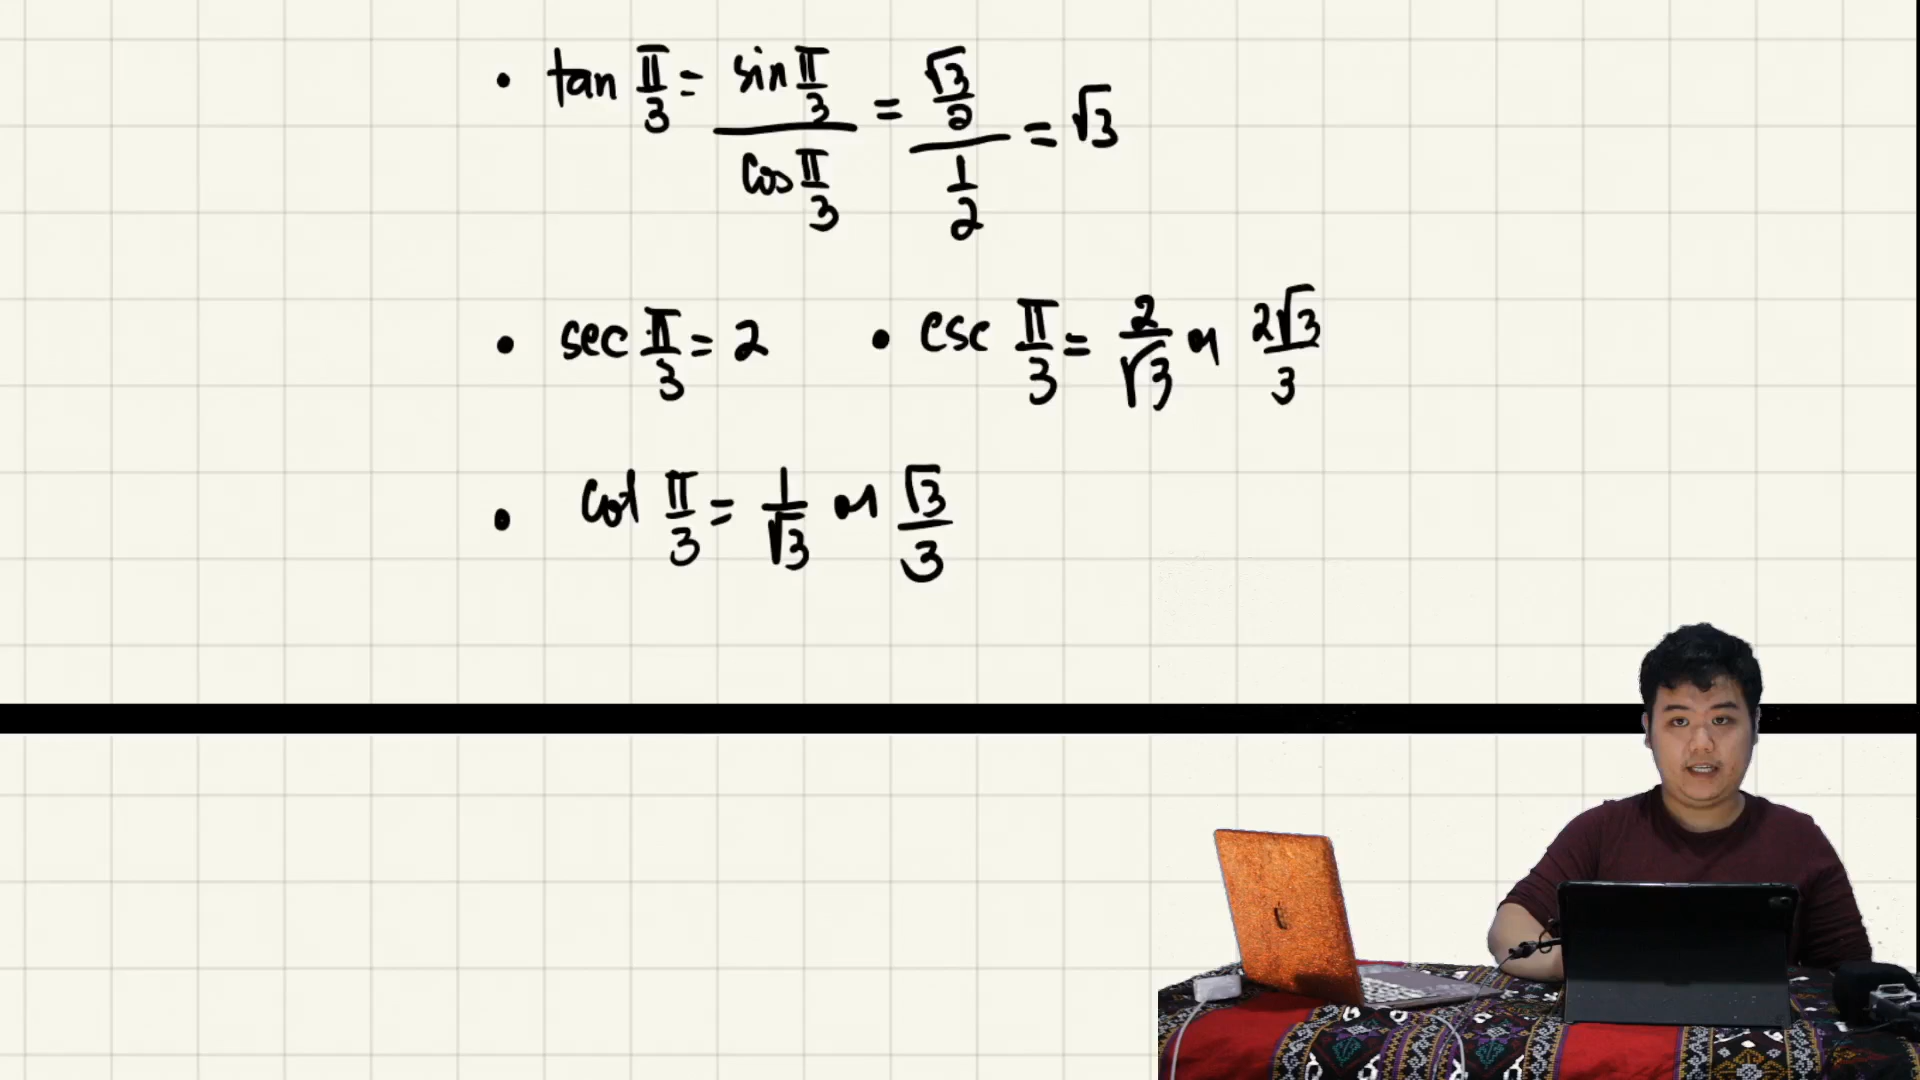 • tan π/3 = (sin π/3)/(cos π/3) = (√3/2)/(1/2) = √3
• sec π/3 = 2 • csc π/3 = 2/√3 or 2√3/3
• cot π/3 = 1/√3 or √3/3